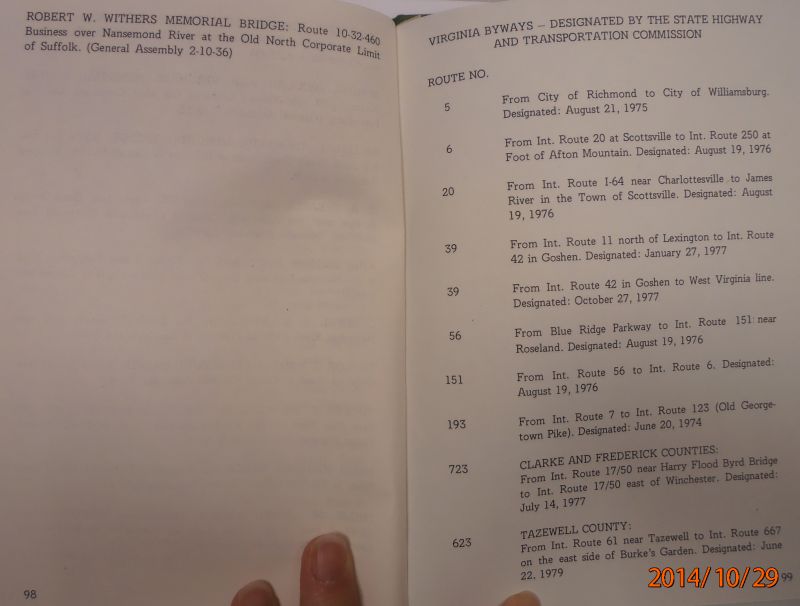 ROBERT W. WITHERS MEMORIAL BRIDGE: Route 10-32-460
Business over Nansemond River at the Old North Corporate Limit
of Suffolk. (General Assembly 2-10-36)
98
VIRGINIA BYWAYS — DESIGNATED BY THE STATE HIGHWAY
AND TRANSPORTATION COMMISSION
ROUTE NO.
5 From City of Richmond to City of Williamsburg.
Designated: August 21, 1975
6 From Int. Route 20 at Scottsville to Int. Route 250 at
Foot of Afton Mountain. Designated: August 19, 1976
20 From Int. Route I-64 near Charlottesville to James
River in the Town of Scottsville. Designated: August
19, 1976
39 From Int. Route 11 north of Lexington to Int. Route
42 in Goshen. Designated: January 27, 1977
39 From Int. Route 42 in Goshen to West Virginia line.
Designated: October 27, 1977
56 From Blue Ridge Parkway to Int. Route 151 near
Roseland. Designated: August 19, 1976
151 From Int. Route 56 to Int. Route 6. Designated:
August 19, 1976
193 From Int. Route 7 to Int. Route 123 (Old George-
town Pike). Designated: June 20, 1974
723 CLARKE AND FREDERICK COUNTIES:
From Int. Route 17/50 near Harry Flood Byrd Bridge
to Int. Route 17/50 east of Winchester. Designated:
July 14, 1977
623 TAZEWELL COUNTY:
From Int. Route 61 near Tazewell to Int. Route 667
on the east side of Burke's Garden. Designated: June
22, 1979
99
2014/10/29